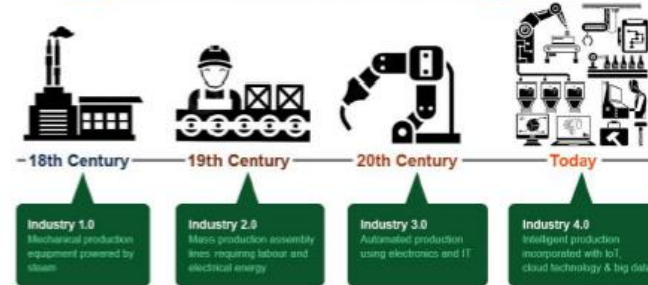 18th Century
19th Century
20th Century
Today
Industry 1.0
Mechanical production
equipment powered by
steam
Industry 2.0
Mass production assembly
lines requiring labour and
electrical energy
Industry 3.0
Automated production
using electronics and IT
Industry 4.0
Intelligent production
incorporated with IoT,
cloud technology & big data